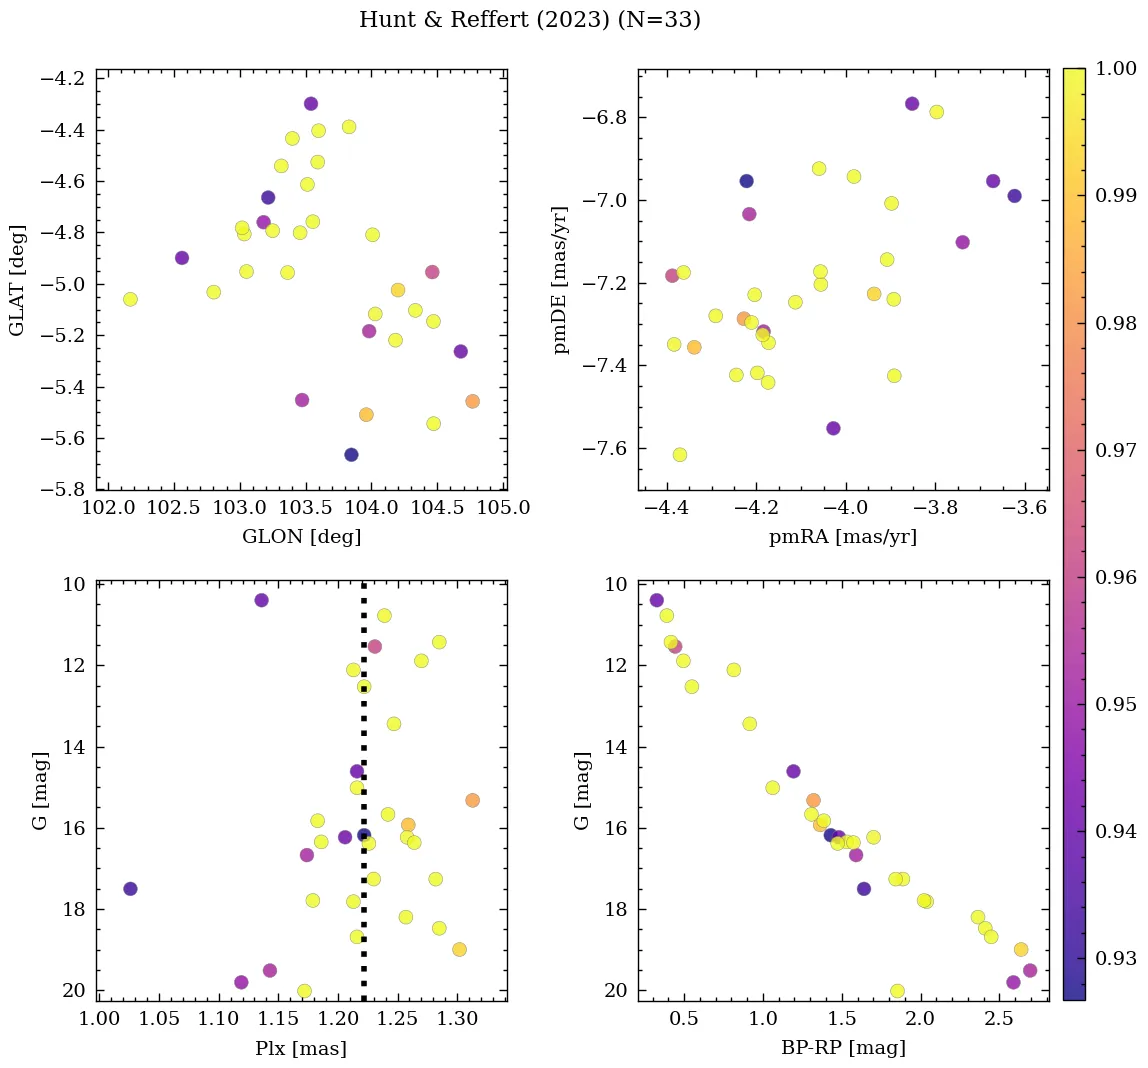 Hunt & Reffert (2023) (N=33)
−4.2
−4.4
−4.6
−4.8
−5.0
−5.2
−5.4
−5.6
−5.8
GLAT [deg]
102.0 102.5 103.0 103.5 104.0 104.5 105.0
GLON [deg]
−6.8
−7.0
−7.2
−7.4
−7.6
pmDE [mas/yr]
−4.4 −4.2 −4.0 −3.8 −3.6
pmRA [mas/yr]
10
12
14
16
18
20
G [mag]
1.00 1.05 1.10 1.15 1.20 1.25 1.30
Plx [mas]
10
12
14
16
18
20
G [mag]
0.5 1.0 1.5 2.0 2.5
BP-RP [mag]
1.00
0.99
0.98
0.97
0.96
0.95
0.94
0.93